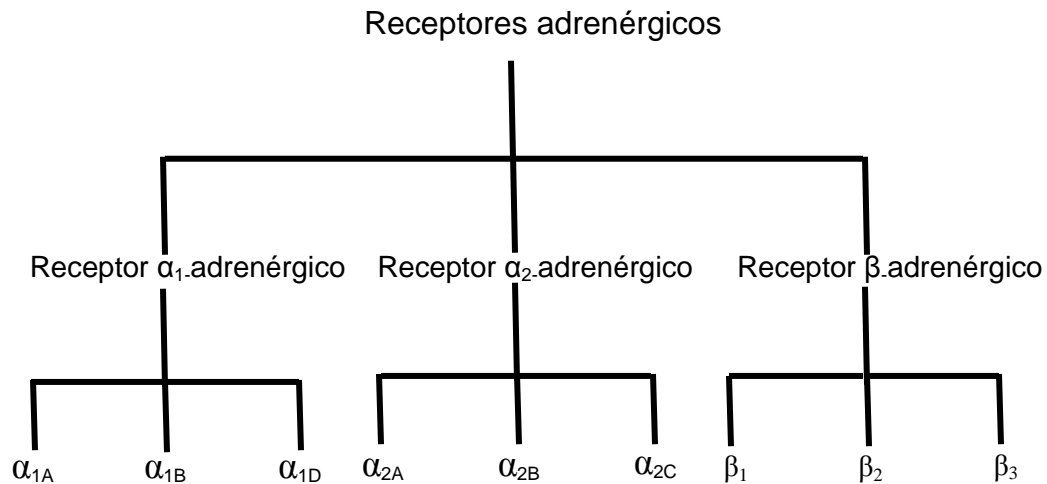 Receptores adrenérgicos
Receptor α₁-adrenérgico Receptor α₂-adrenérgico Receptor β-adrenérgico
α₁A α₁B α₁D α₂A α₂B α₂C β₁ β₂ β₃